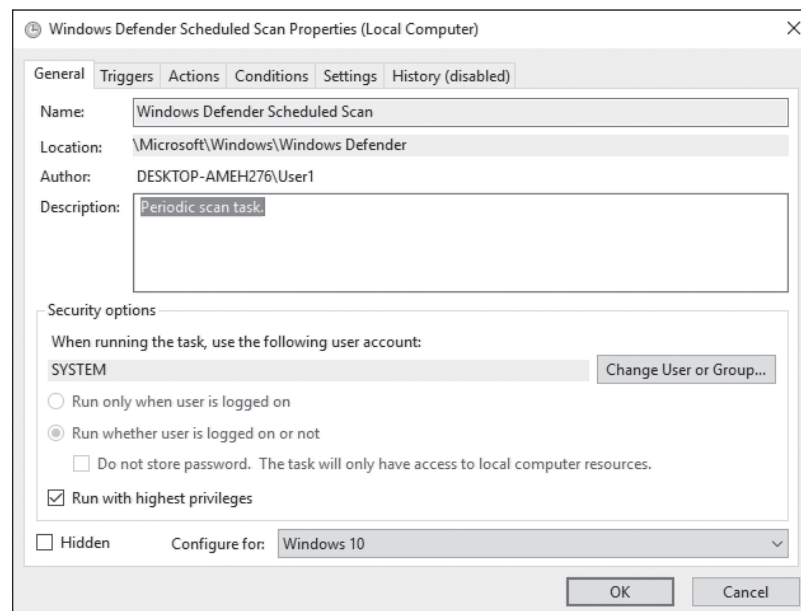 Windows Defender Scheduled Scan Properties (Local Computer)
General Triggers Actions Conditions Settings History (disabled)
Name: Windows Defender Scheduled Scan
Location: \Microsoft\Windows\Windows Defender
Author: DESKTOP-AMEH276\User1
Description: Periodic scan task.
Security options
When running the task, use the following user account:
SYSTEM Change User or Group...
Run only when user is logged on
Run whether user is logged on or not
Do not store password. The task will only have access to local computer resources.
Run with highest privileges
Hidden Configure for: Windows 10
OK Cancel